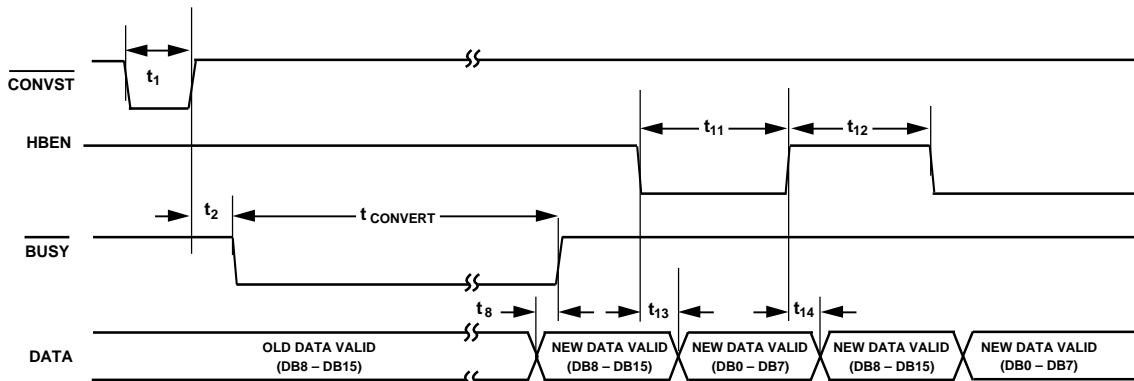 t1
CONVST
HBEN
t11
t12
t2
t CONVERT
BUSY
t8
t13
t14
DATA
OLD DATA VALID
(DB8 – DB15)
NEW DATA VALID
(DB8 – DB15)
NEW DATA VALID
(DB0 – DB7)
NEW DATA VALID
(DB8 – DB15)
NEW DATA VALID
(DB0 – DB7)